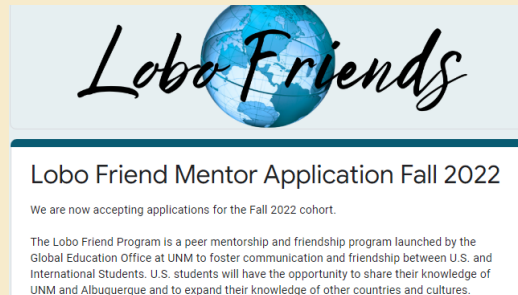 Lobo Friends
Lobo Friend Mentor Application Fall 2022
We are now accepting applications for the Fall 2022 cohort.
The Lobo Friend Program is a peer mentorship and friendship program launched by the
Global Education Office at UNM to foster communication and friendship between U.S. and
International Students. U.S. students will have the opportunity to share their knowledge of
UNM and Albuquerque and to expand their knowledge of other countries and cultures.